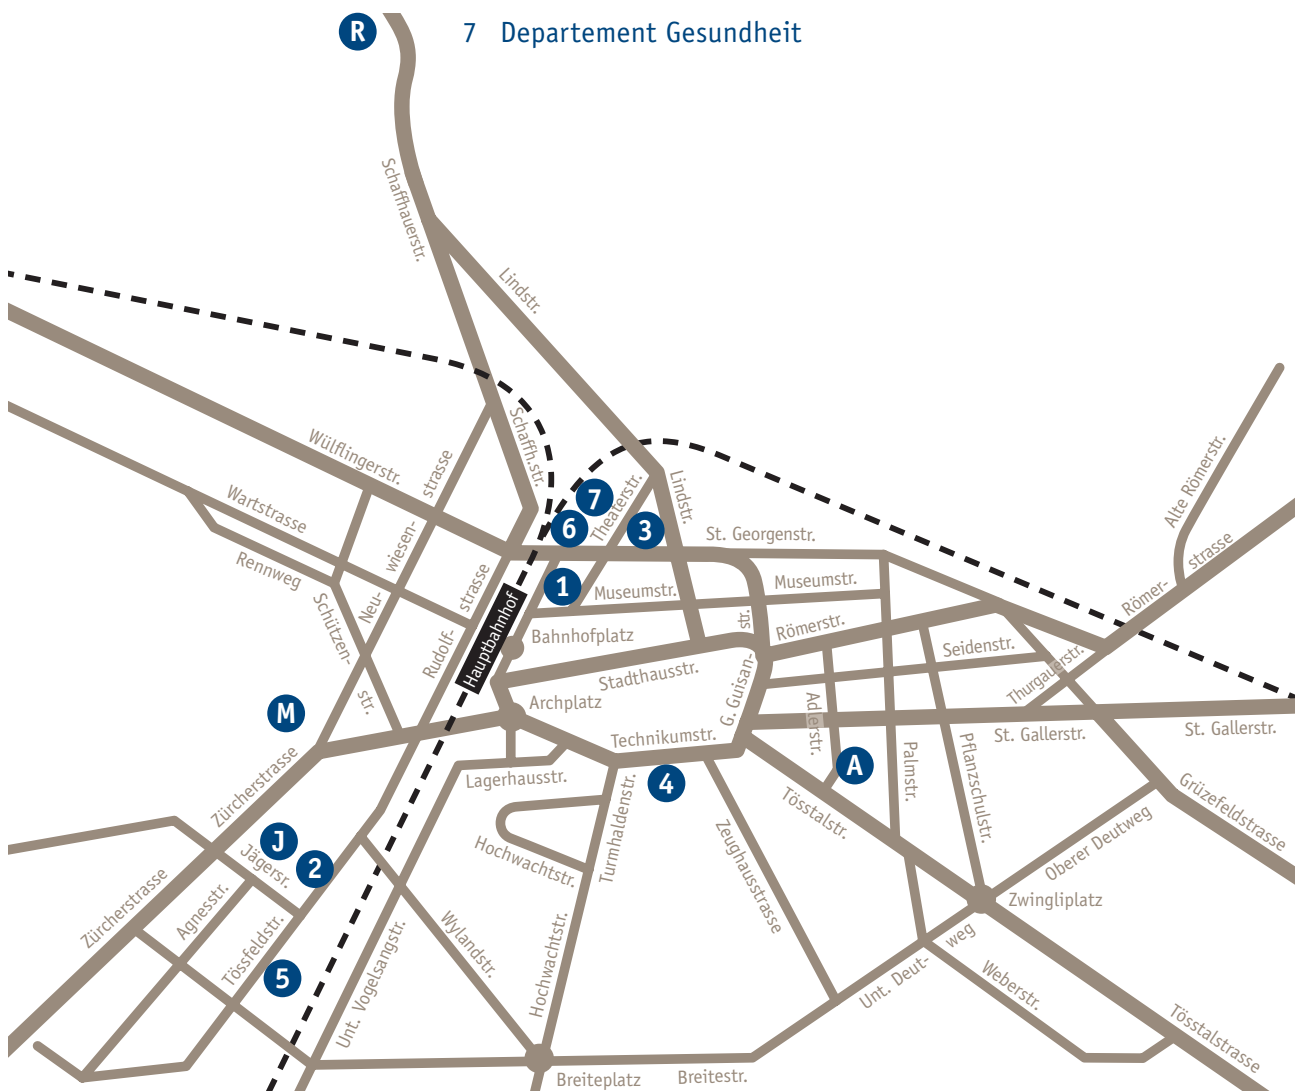 R
7 Departement Gesundheit
Schaffhauerstr.
Lindstr.
Schaffh.str.
Wülflingerstr.
strasse
Alte Römerstr.
7
Theaterstr.
Lindstr.
Wartstrasse
6
3
St. Georgenstr.
wiesen-
strasse
Rennweg
strasse
1
Museumstr.
Museumstr.
Römer-
Neu-
Schützen-
Hauptbahnhof
Bahnhofplatz
str.
Römerstr.
Rudolf-
Seidenstr.
Stadthausstr.
Thurgauerstr.
G. Guisan-
str.
Archplatz
M
Adlerstr.
Technikumstr.
St. Gallerstr.
St. Gallerstr.
A
Palmstr.
Pflanzschulstr.
Lagerhausstr.
4
Zürcherstrasse
Tösstalstr.
Grüzefeldstrasse
Turmhaldenstr.
J
2
Jägersr.
Hochwachtstr.
Zeughausstrasse
Oberer Deutweg
Zürcherstrasse
Agnesstr.
Zwingliplatz
Wylandstr.
Tössfeldstr.
weg
5
Unt. Vogelsangstr.
Hochwachtstr.
Unt. Deut-
Weberstr.
Tösstalstrasse
Breiteplatz
Breitestr.